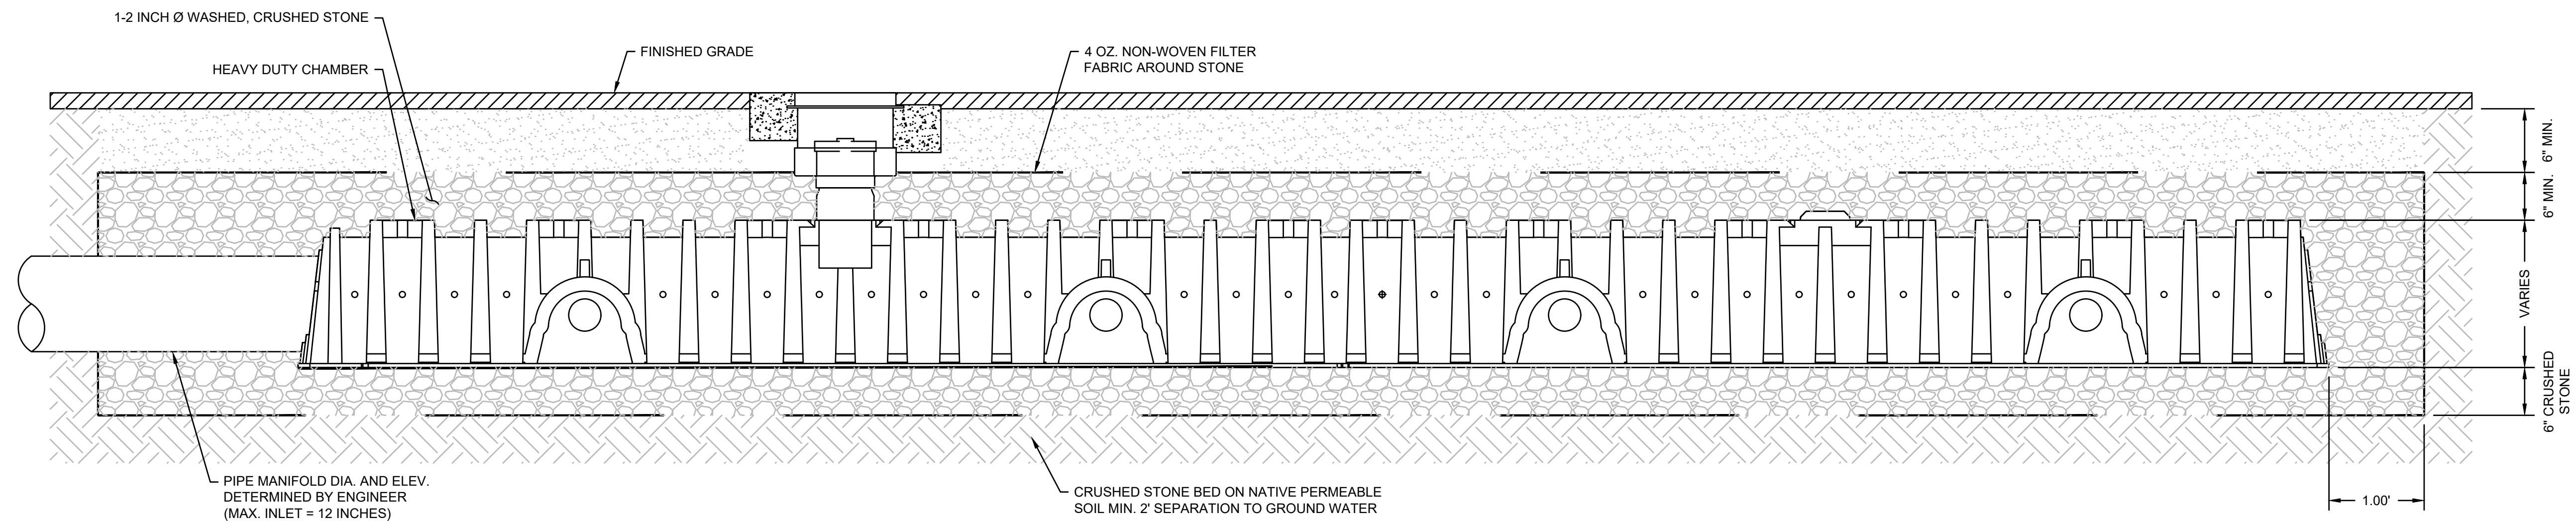 1-2 INCH Ø WASHED, CRUSHED STONE
HEAVY DUTY CHAMBER
FINISHED GRADE
4 OZ. NON-WOVEN FILTER
FABRIC AROUND STONE
6" MIN.
6" MIN.
VARIES
6" CRUSHED
STONE
1.00'
PIPE MANIFOLD DIA. AND ELEV.
DETERMINED BY ENGINEER
(MAX. INLET = 12 INCHES)
CRUSHED STONE BED ON NATIVE PERMEABLE
SOIL MIN. 2' SEPARATION TO GROUND WATER